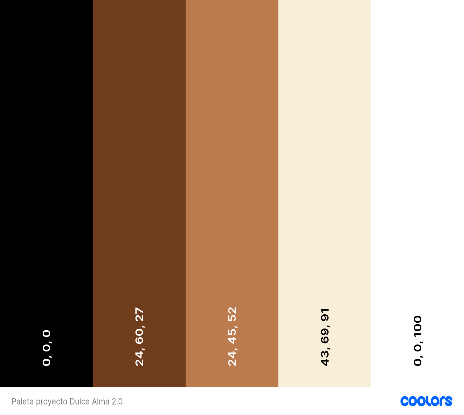 0, 0, 0
24, 60, 27
24, 45, 52
43, 69, 91
0, 0, 100
Paleta proyecto Dulce Alma 2.0.
coolors